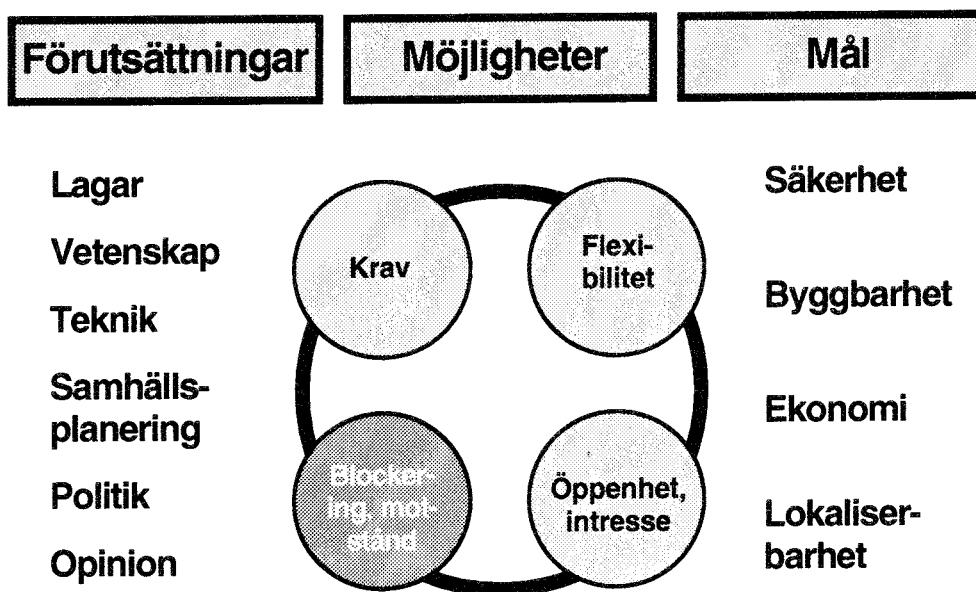 Förutsättningar
Möjligheter
Mål
Lagar
Vetenskap
Teknik
Samhälls-
planering
Politik
Opinion
Krav
Flexi-
bilitet
Blocker-
ing, mot-
stånd
Öppenhet,
intresse
Säkerhet
Byggbarhet
Ekonomi
Lokaliser-
barhet